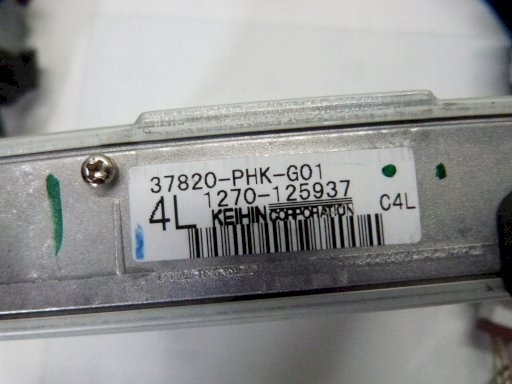 37820-PHK-G01
1270-125937
4L KEIHIN CORPORATION C4L